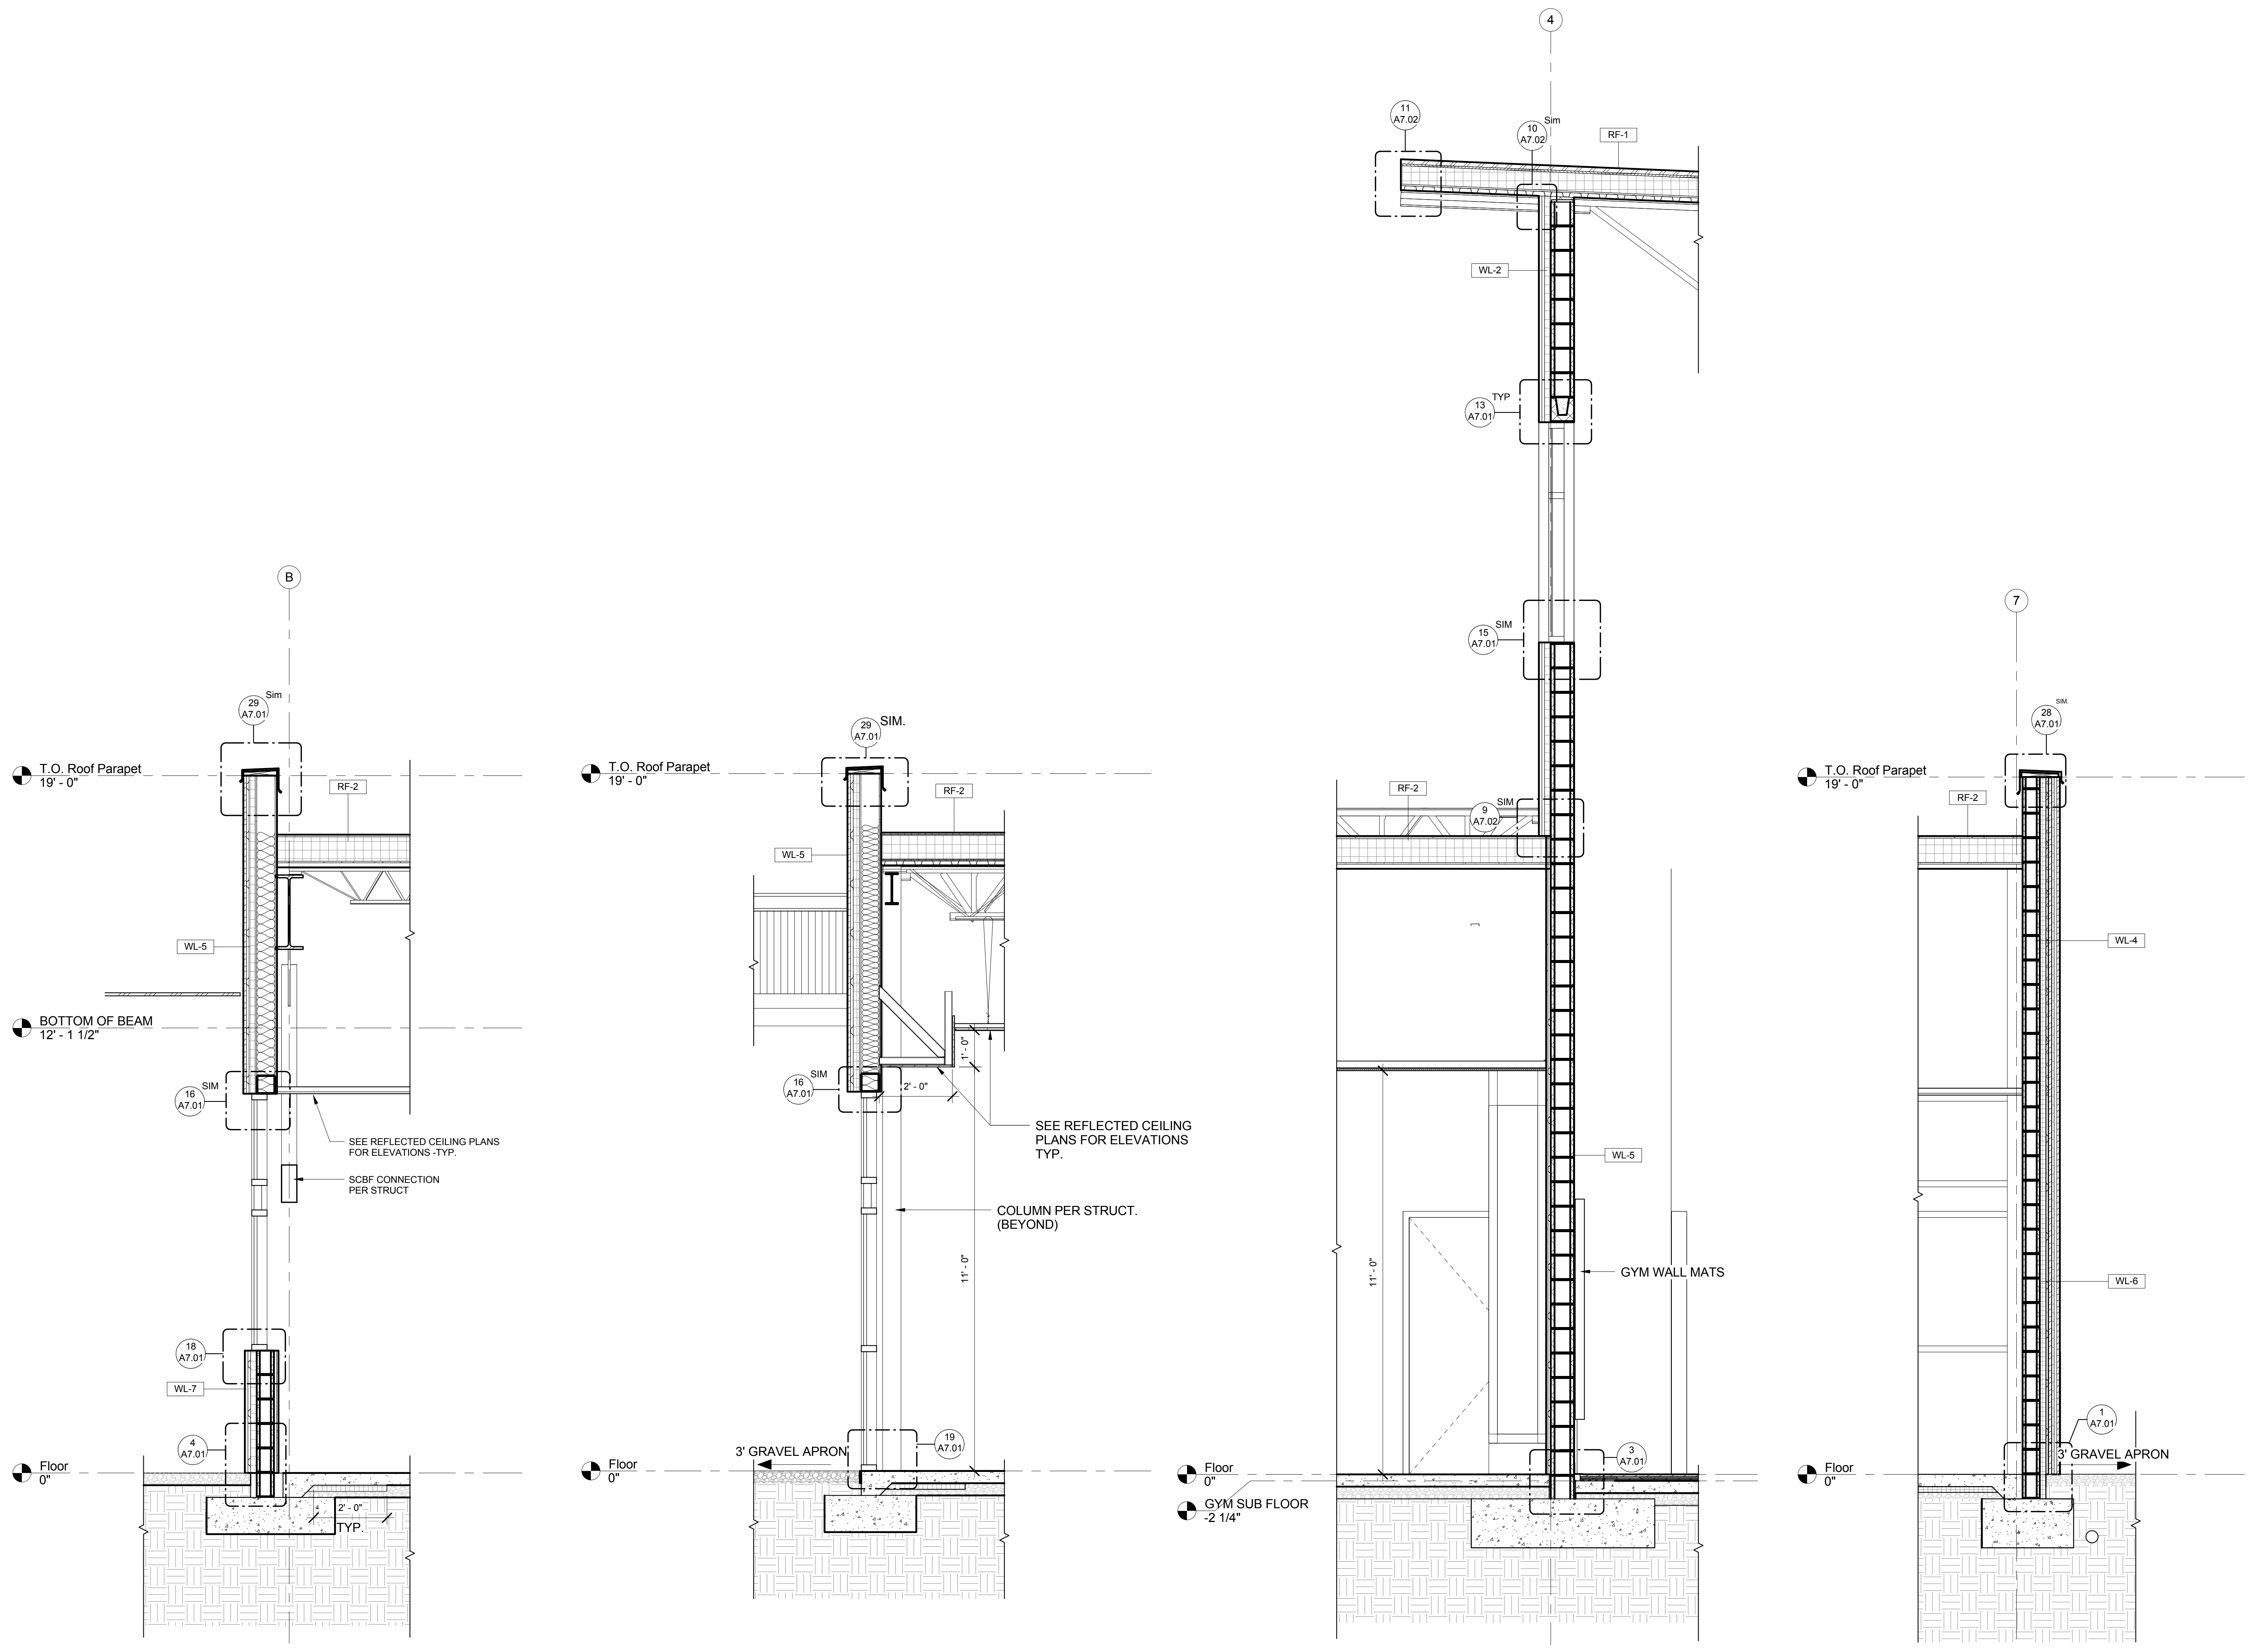 B
29
A7.01
Sim
T.O. Roof Parapet
19' - 0"
RF-2
WL-5
BOTTOM OF BEAM
12' - 1 1/2"
16
A7.01
SIM
SEE REFLECTED CEILING PLANS
FOR ELEVATIONS -TYP.
SCBF CONNECTION
PER STRUCT
18
A7.01
WL-7
4
A7.01
Floor
0"
2' - 0"
TYP.
29
A7.01
SIM.
T.O. Roof Parapet
19' - 0"
RF-2
WL-5
1' - 0"
16
A7.01
SIM
2' - 0"
SEE REFLECTED CEILING
PLANS FOR ELEVATIONS
TYP.
COLUMN PER STRUCT.
(BEYOND)
11' - 0"
3' GRAVEL APRON
19
A7.01
Floor
0"
4
11
A7.02
10
A7.02
Sim
RF-1
WL-2
13
A7.01
TYP
15
A7.01
SIM
RF-2
9
A7.02
SIM
WL-5
11' - 0"
GYM WALL MATS
3
A7.01
Floor
0"
GYM SUB FLOOR
-2 1/4"
7
28
A7.01
SIM.
T.O. Roof Parapet
19' - 0"
RF-2
WL-4
WL-6
1
A7.01
3' GRAVEL APRON
Floor
0"